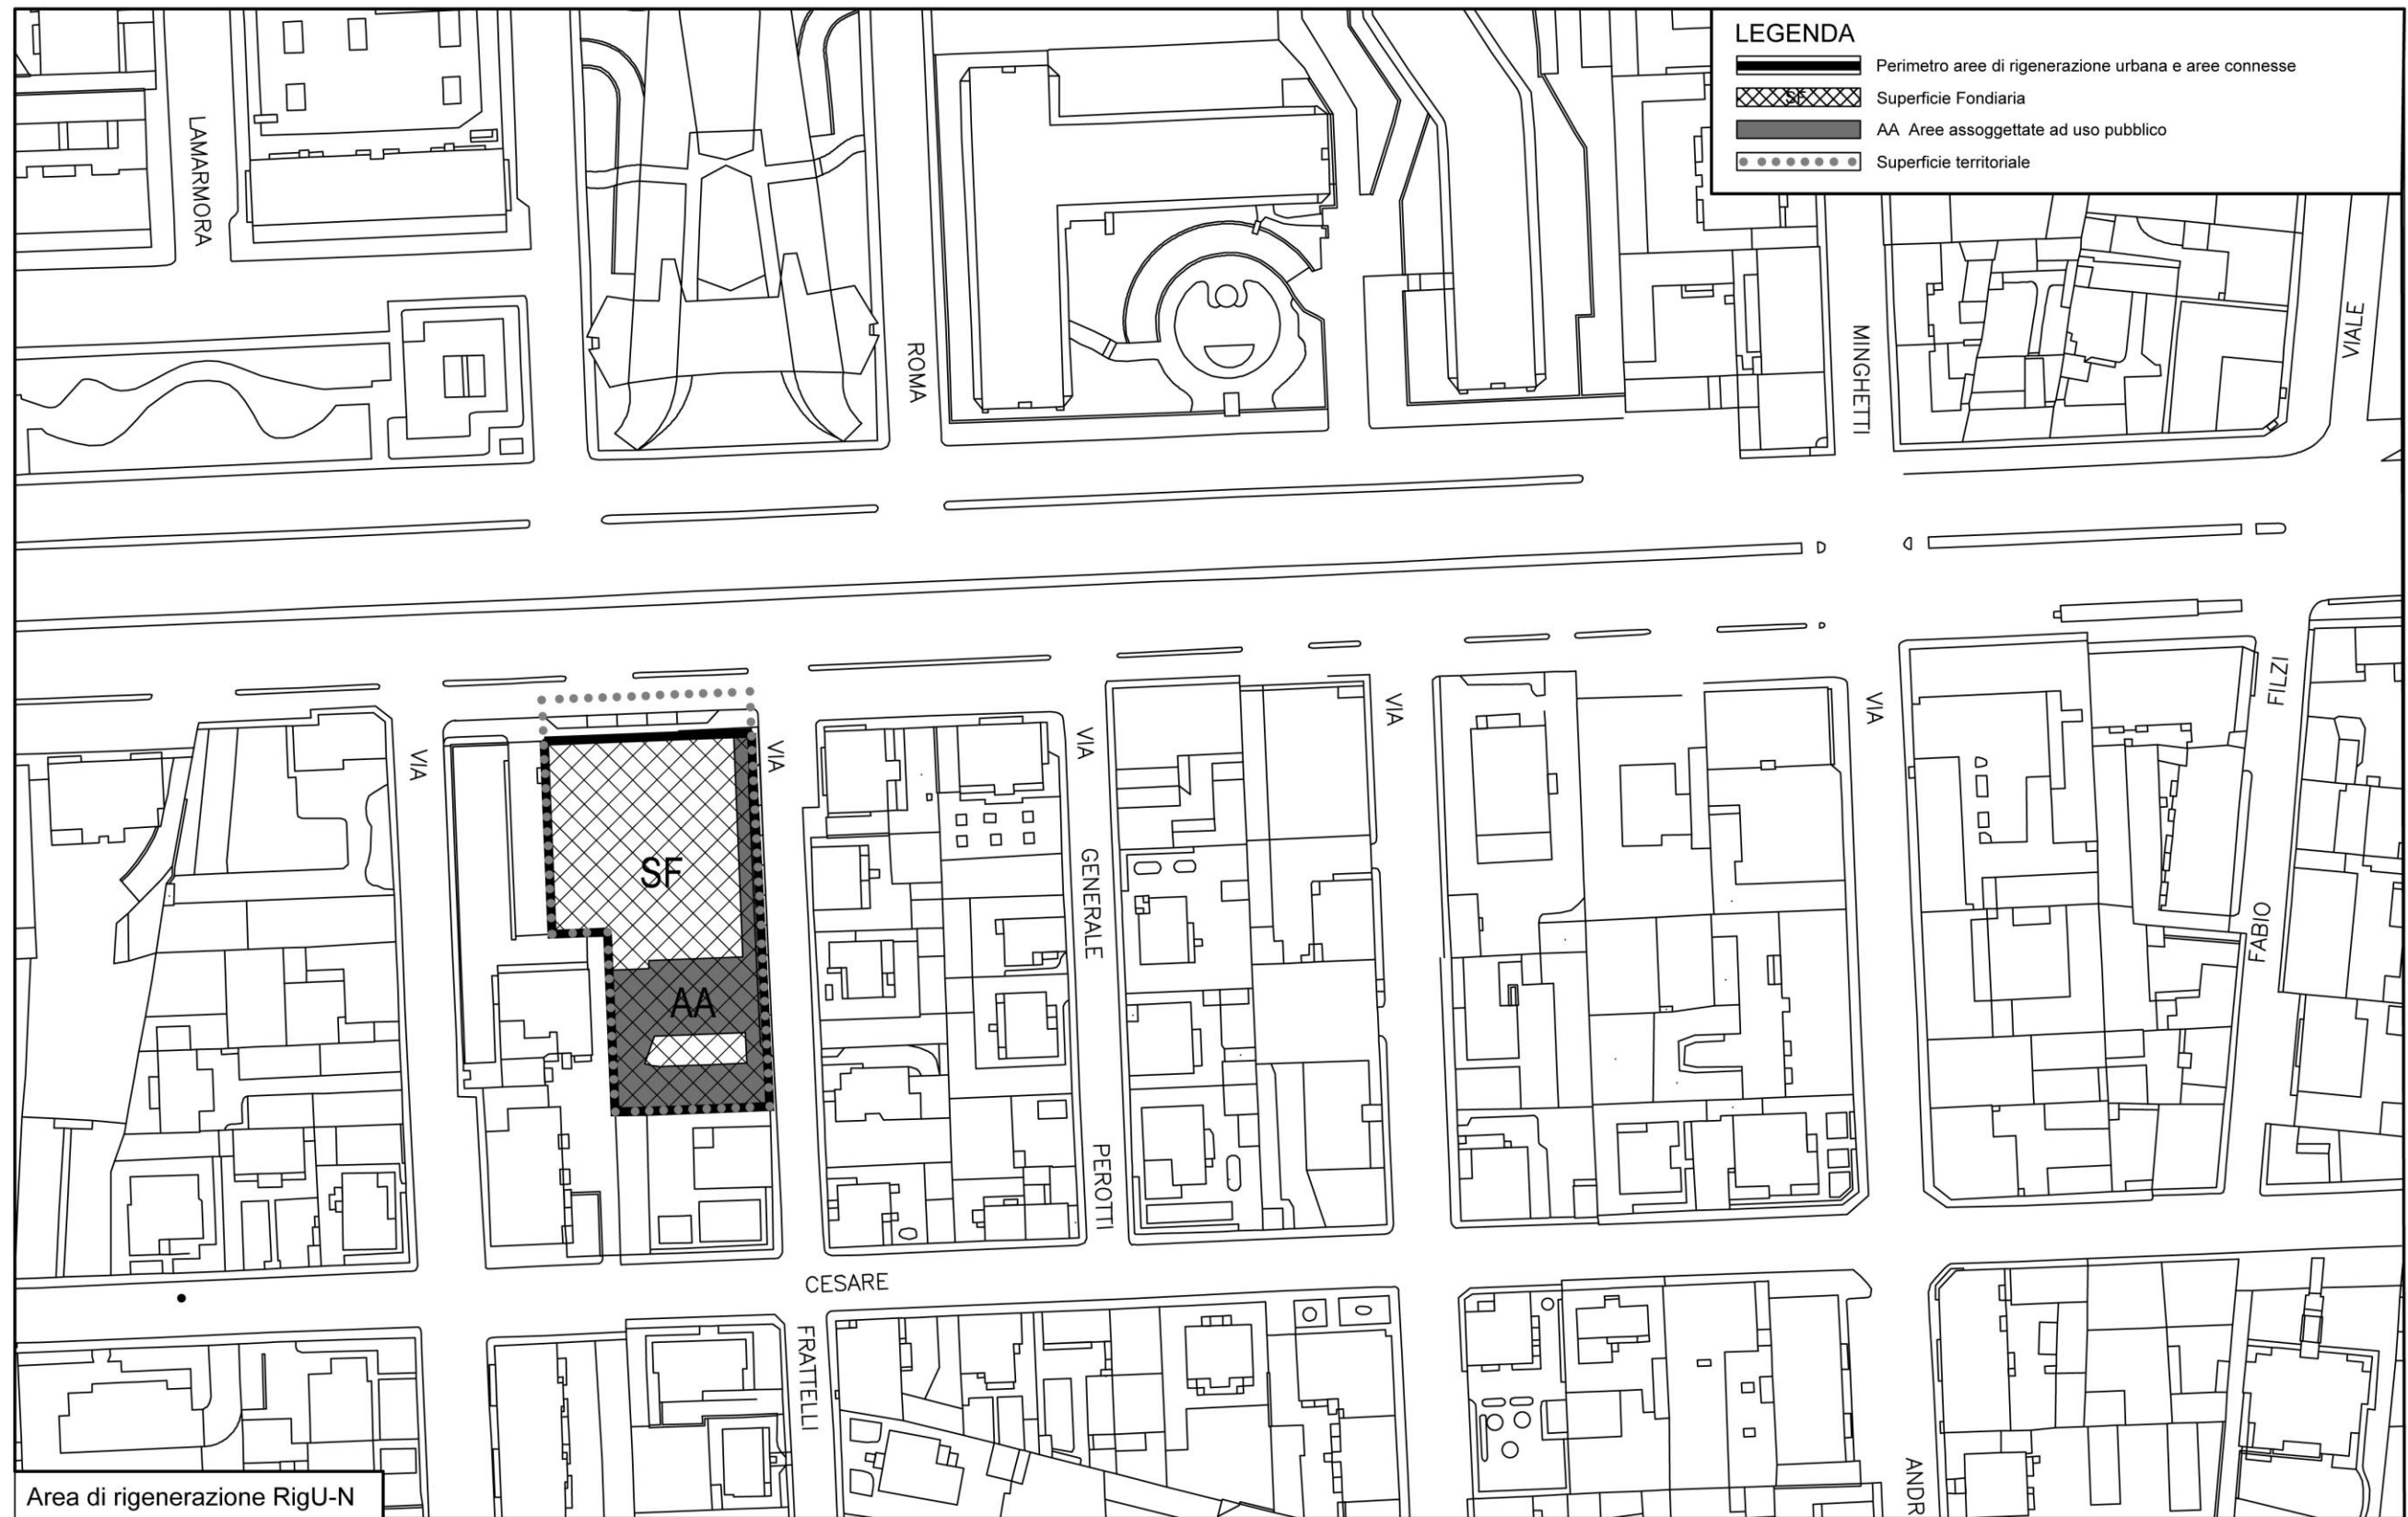 LEGENDA
Perimetro aree di rigenerazione urbana e aree connesse
SF
Superficie Fondiaria
AA Aree assoggettate ad uso pubblico
Superficie territoriale
LAMARMORA
ROMA
MINGHETTI
VIALE
FILZI
VIA
VIA
VIA
VIA
VIA
SF
GENERALE
FABIO
AA
PEROTTI
CESARE
FRATTELLI
ANDR
Area di rigenerazione RigU-N